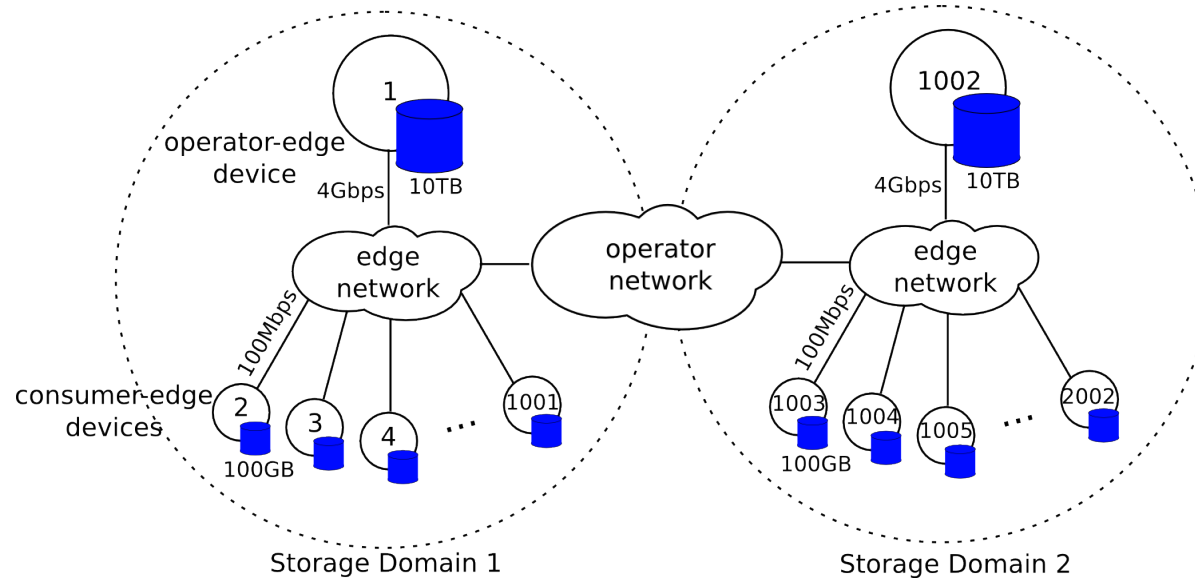 1
1002
operator-edge
device
4Gbps
10TB
4Gbps
10TB
edge
network
operator
network
edge
network
100Mbps
100Mbps
consumer-edge
devices
2
3
4
...
1001
100GB
1003
1004
1005
...
2002
100GB
Storage Domain 1
Storage Domain 2